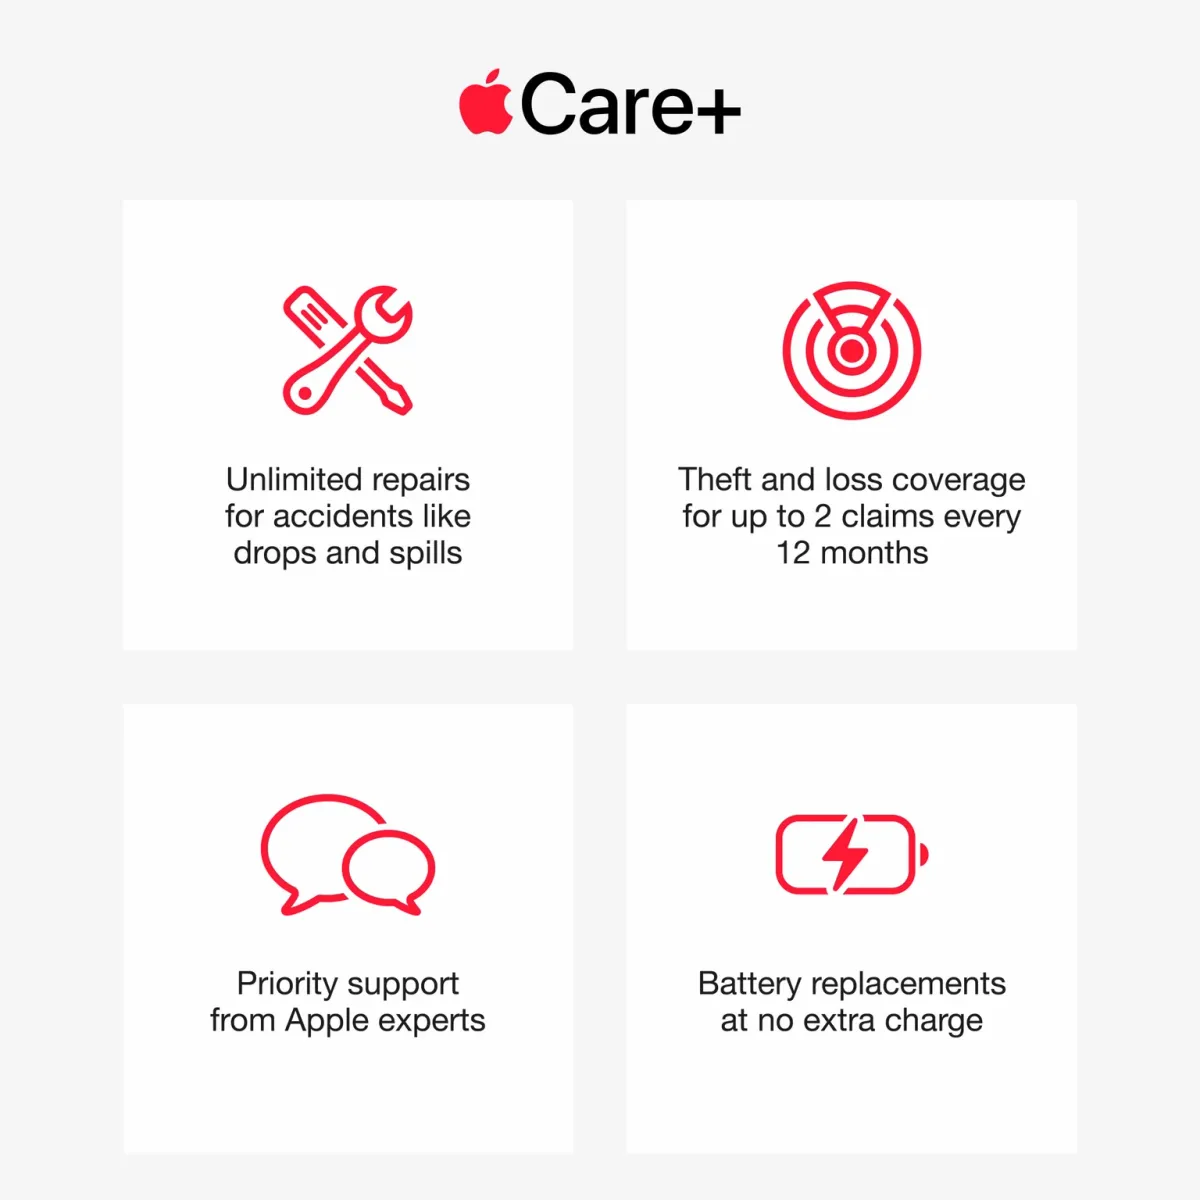 Care+
Unlimited repairs
for accidents like
drops and spills
Theft and loss coverage
for up to 2 claims every
12 months
Priority support
from Apple experts
Battery replacements
at no extra charge